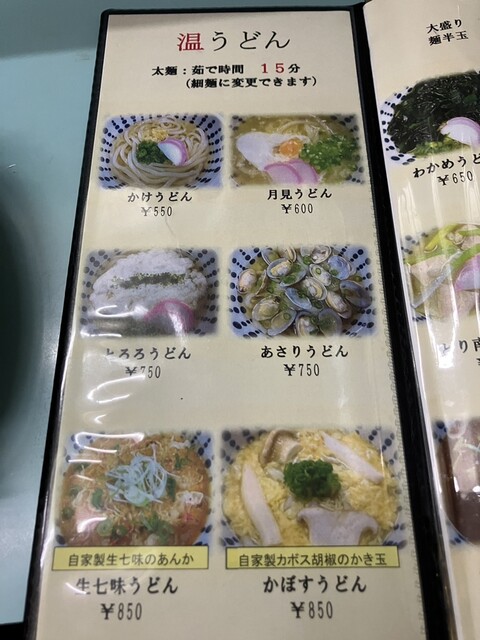 温うどん
太麺：茹で時間 １５分
（細麺に変更できます）
かけうどん
￥550
月見うどん
￥600
とろろうどん
￥750
あさりうどん
￥750
自家製生七味のあんか
生七味うどん
￥850
自家製カボス胡椒のかき玉
かぼすうどん
￥850
大盛り
麺半玉
わかめうど
￥650
り南